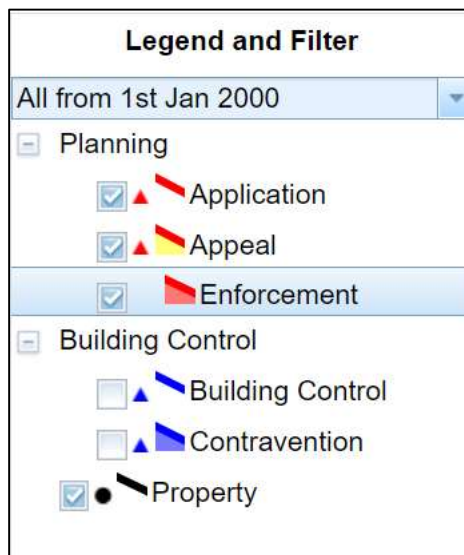 Legend and Filter
All from 1st Jan 2000
Planning
Application
Appeal
Enforcement
Building Control
Building Control
Contravention
Property